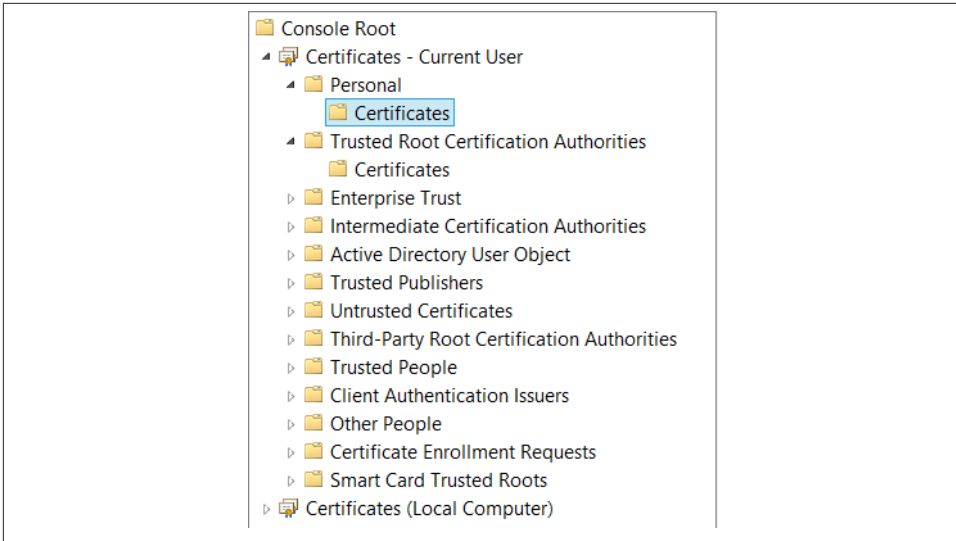 Console Root
Certificates - Current User
Personal
Certificates
Trusted Root Certification Authorities
Certificates
Enterprise Trust
Intermediate Certification Authorities
Active Directory User Object
Trusted Publishers
Untrusted Certificates
Third-Party Root Certification Authorities
Trusted People
Client Authentication Issuers
Other People
Certificate Enrollment Requests
Smart Card Trusted Roots
Certificates (Local Computer)